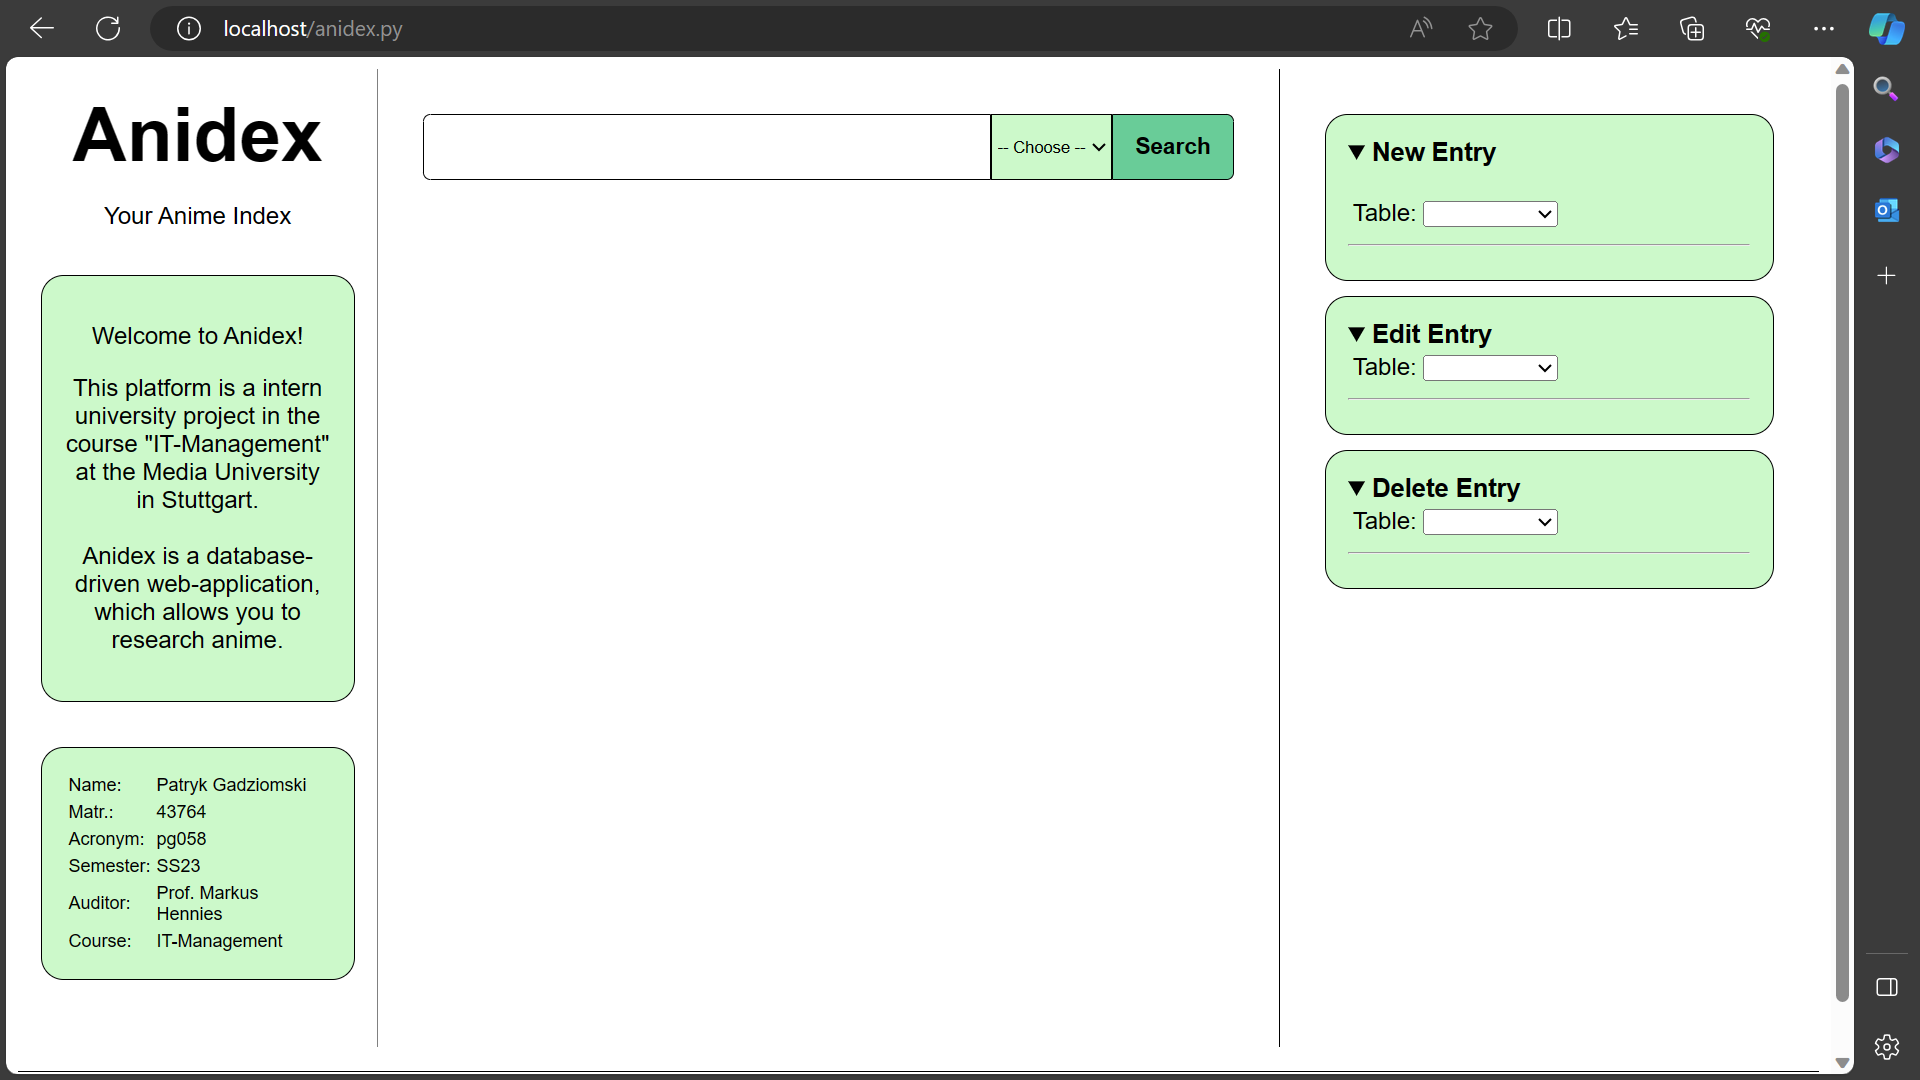 localhost/anidex.py
Anidex
Your Anime Index
Welcome to Anidex!
This platform is a intern
university project in the
course "IT-Management"
at the Media University
in Stuttgart.
Anidex is a database-
driven web-application,
which allows you to
research anime.
Name: Patryk Gadziomski
Matr.: 43764
Acronym: pg058
Semester: SS23
Auditor: Prof. Markus
Hennies
Course: IT-Management
-- Choose --
Search
New Entry
Table:
Edit Entry
Table:
Delete Entry
Table: